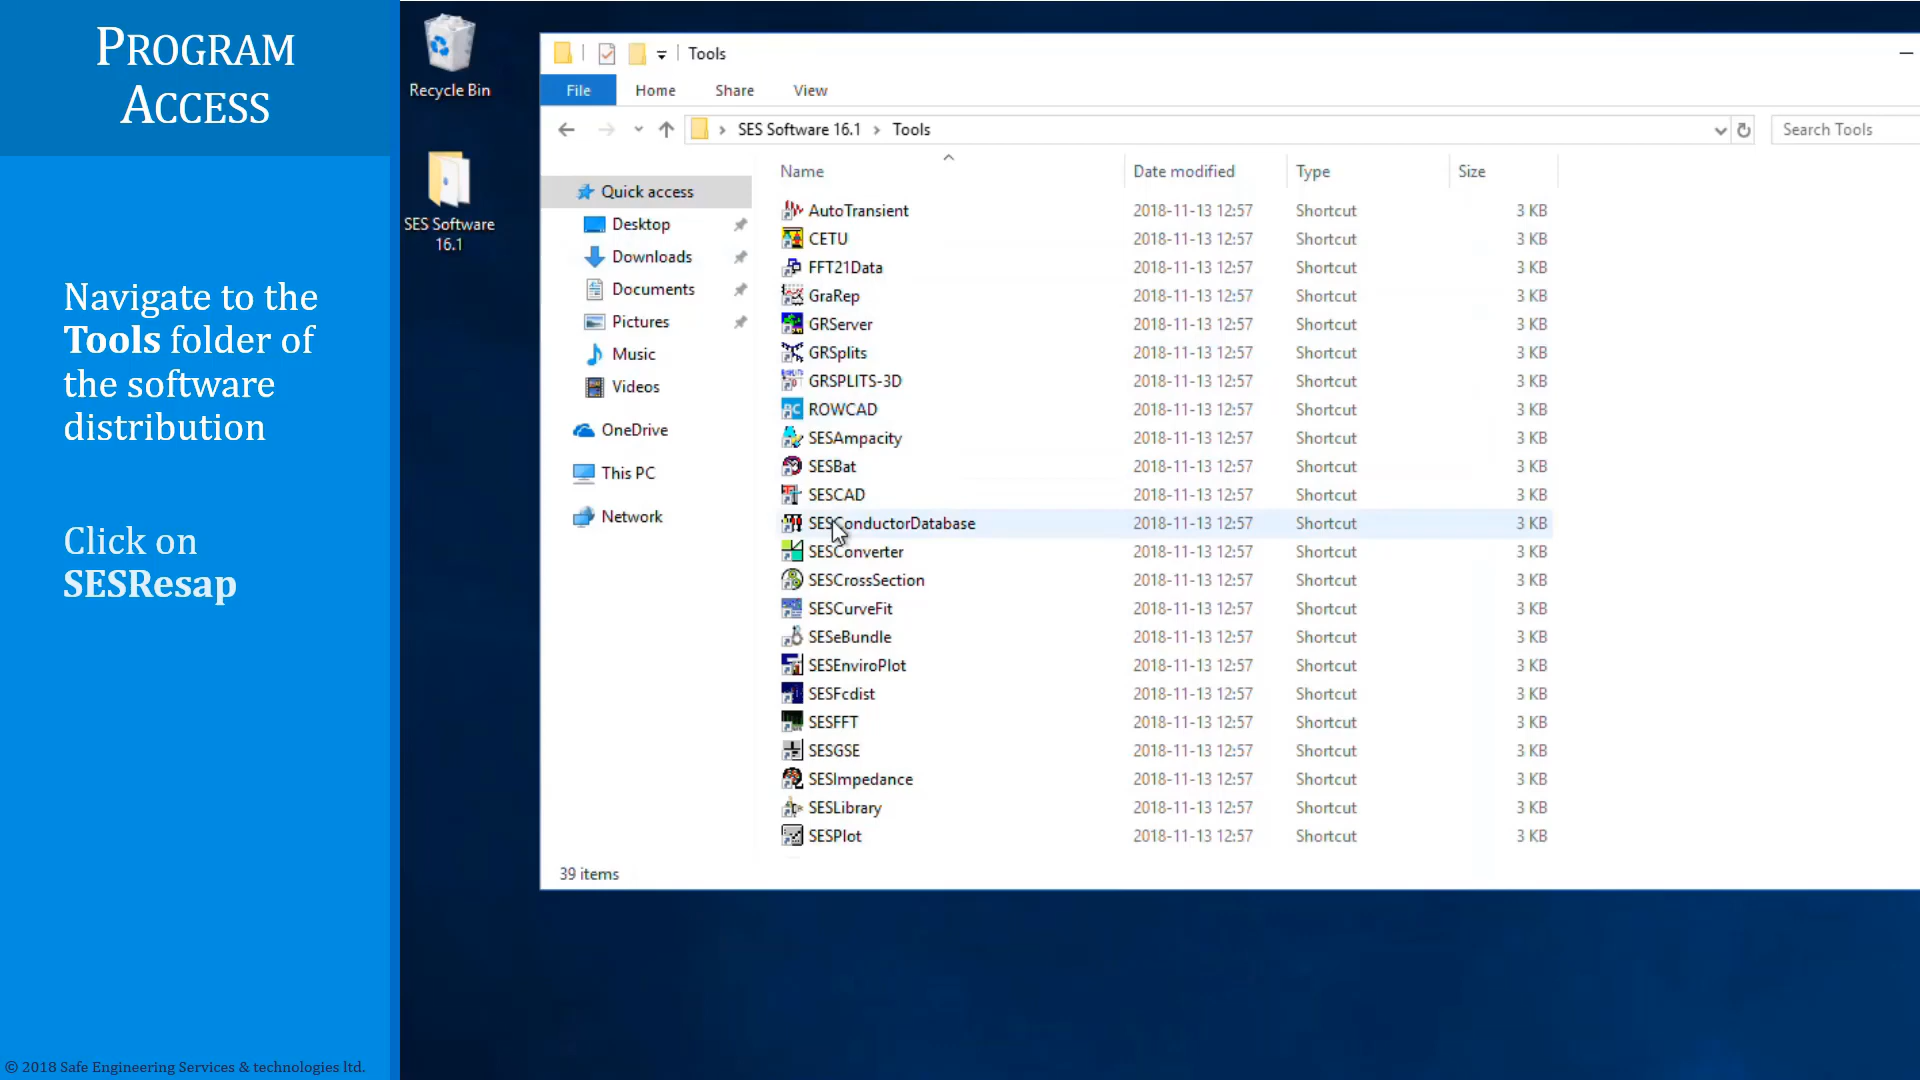 PROGRAM
ACCESS
Navigate to the
Tools folder of
the software
distribution
Click on
SESResap
© 2018 Safe Engineering Services & technologies ltd.
Recycle Bin
SES Software
16.1
Tools
File Home Share View
SES Software 16.1 Tools
Search Tools
Quick access
Desktop
Downloads
Documents
Pictures
Music
Videos
OneDrive
This PC
Network
Name Date modified Type Size
AutoTransient 2018-11-13 12:57 Shortcut 3 KB
CETU 2018-11-13 12:57 Shortcut 3 KB
FFT21Data 2018-11-13 12:57 Shortcut 3 KB
GraRep 2018-11-13 12:57 Shortcut 3 KB
GRServer 2018-11-13 12:57 Shortcut 3 KB
GRSplits 2018-11-13 12:57 Shortcut 3 KB
GRSPLITS-3D 2018-11-13 12:57 Shortcut 3 KB
ROWCAD 2018-11-13 12:57 Shortcut 3 KB
SESAmpacity 2018-11-13 12:57 Shortcut 3 KB
SESBat 2018-11-13 12:57 Shortcut 3 KB
SESCAD 2018-11-13 12:57 Shortcut 3 KB
SESConductorDatabase 2018-11-13 12:57 Shortcut 3 KB
SESConverter 2018-11-13 12:57 Shortcut 3 KB
SESCrossSection 2018-11-13 12:57 Shortcut 3 KB
SESCurveFit 2018-11-13 12:57 Shortcut 3 KB
SESeBundle 2018-11-13 12:57 Shortcut 3 KB
SESEnviroPlot 2018-11-13 12:57 Shortcut 3 KB
SESFcdist 2018-11-13 12:57 Shortcut 3 KB
SESFFT 2018-11-13 12:57 Shortcut 3 KB
SESGSE 2018-11-13 12:57 Shortcut 3 KB
SESImpedance 2018-11-13 12:57 Shortcut 3 KB
SESLibrary 2018-11-13 12:57 Shortcut 3 KB
SESPlot 2018-11-13 12:57 Shortcut 3 KB
39 items